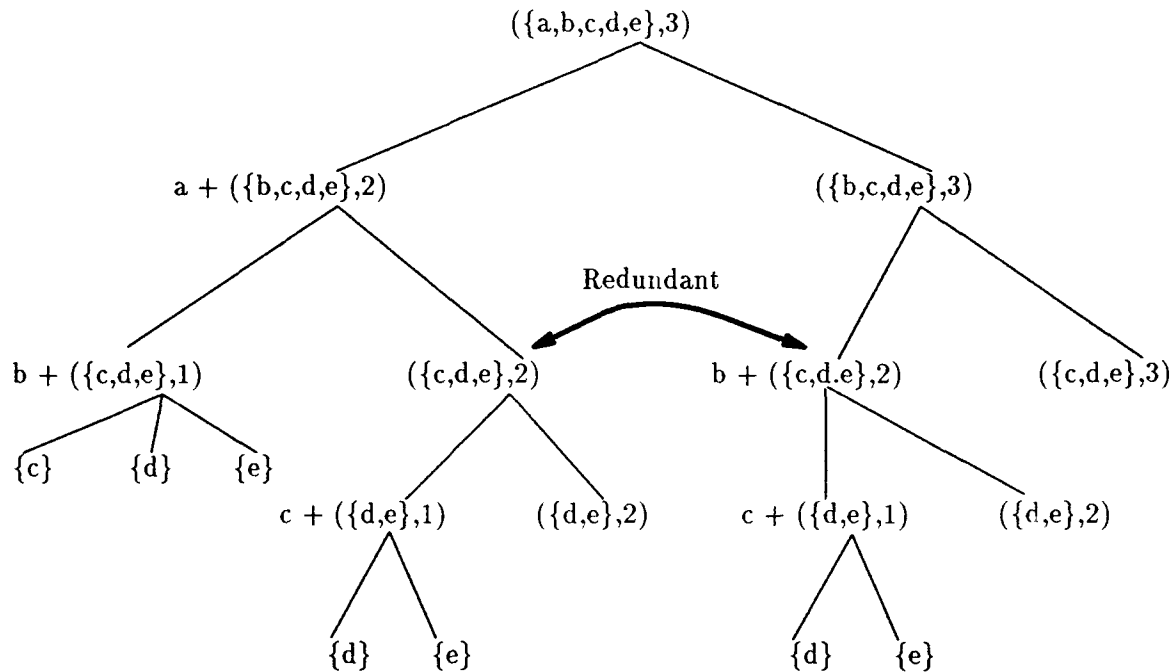 ({a,b,c,d,e},3)
a + ({b,c,d,e},2)
({b,c,d,e},3)
Redundant
b + ({c,d,e},1)
({c,d,e},2)
b + ({c,d.e},2)
({c,d,e},3)
{c}
{d}
{e}
c + ({d,e},1)
({d,e},2)
c + ({d,e},1)
({d,e},2)
{d}
{e}
{d}
{e}